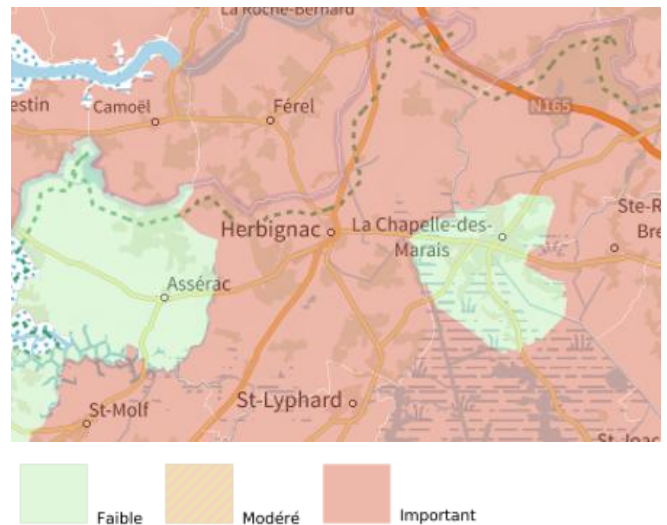 La Roche-Bernard
estin
Camoël
Férel
N165
Herbignac
La Chapelle-des-
Marais
Ste-R
Bre
Assérac
St-Molf
St-Lyphard
St-Joac
Faible
Modéré
Important